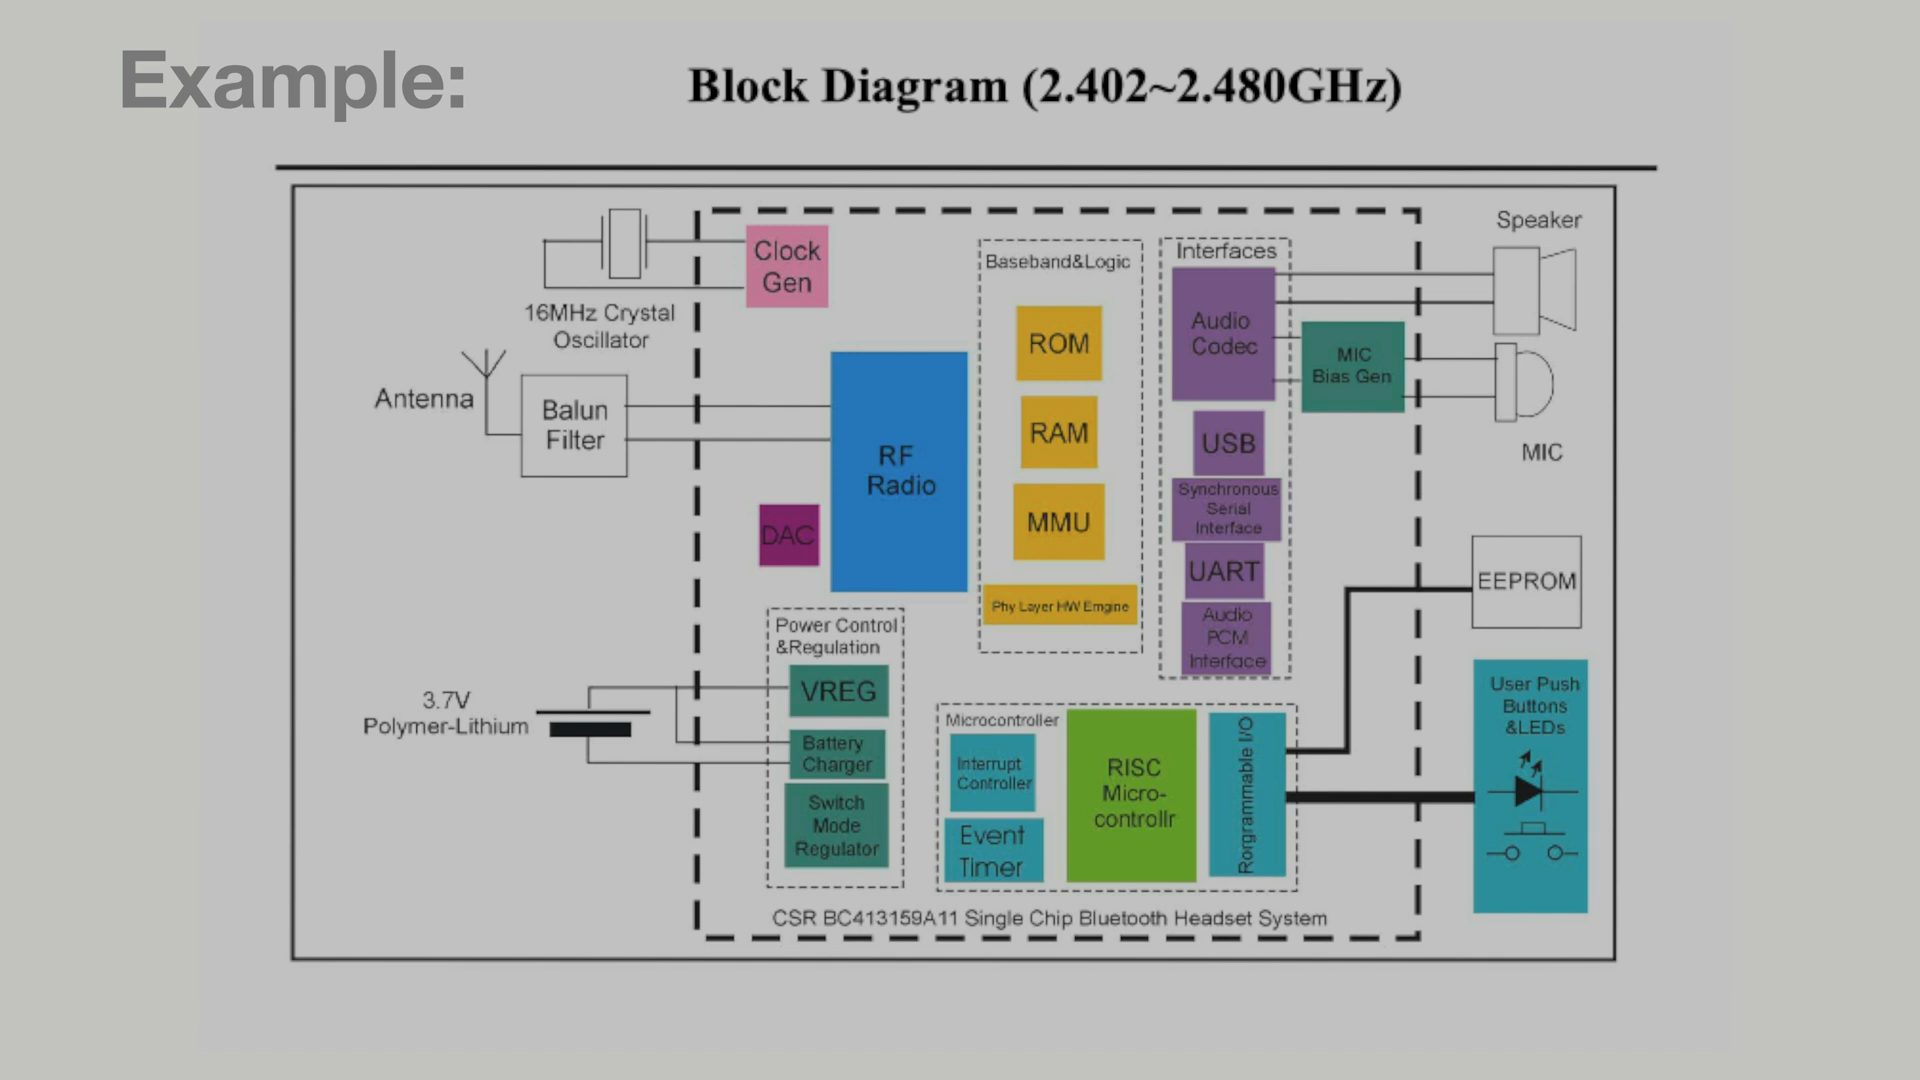 Example:
Block Diagram (2.402~2.480GHz)
16MHz Crystal
Oscillator
Clock
Gen
Antenna
Balun
Filter
RF
Radio
DAC
Baseband&Logic
ROM
RAM
MMU
Phy Layer HW Emgine
Interfaces
Audio
Codec
USB
Synchronous
Serial
Interface
UART
Audio
PCM
Interface
MIC
Bias Gen
Speaker
MIC
EEPROM
User Push
Buttons
&LEDs
3.7V
Polymer-Lithium
Power Control
&Regulation
VREG
Battery
Charger
Switch
Mode
Regulator
Microcontroller
Interrupt
Controller
Event
Timer
RISC
Micro-
controllr
Rorgrammable I/O
CSR BC413159A11 Single Chip Bluetooth Headset System